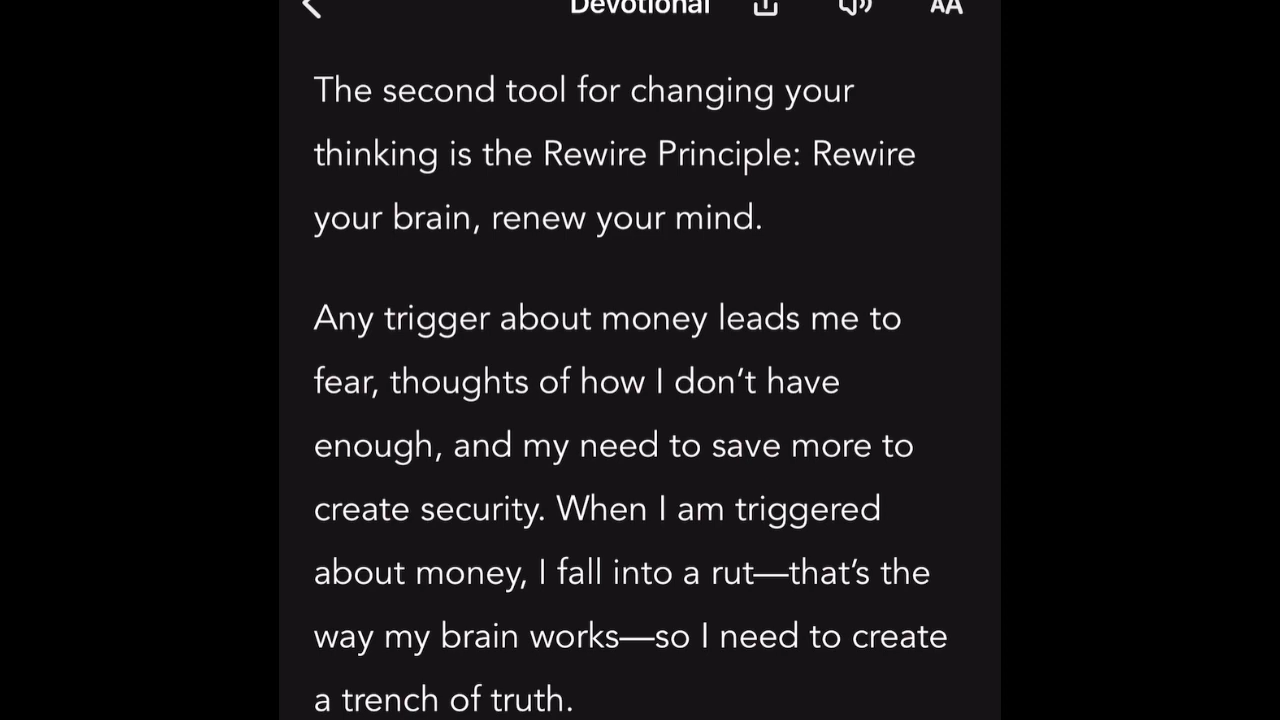 Devotional
AA
The second tool for changing your
thinking is the Rewire Principle: Rewire
your brain, renew your mind.
Any trigger about money leads me to
fear, thoughts of how I don’t have
enough, and my need to save more to
create security. When I am triggered
about money, I fall into a rut—that’s the
way my brain works—so I need to create
a trench of truth.